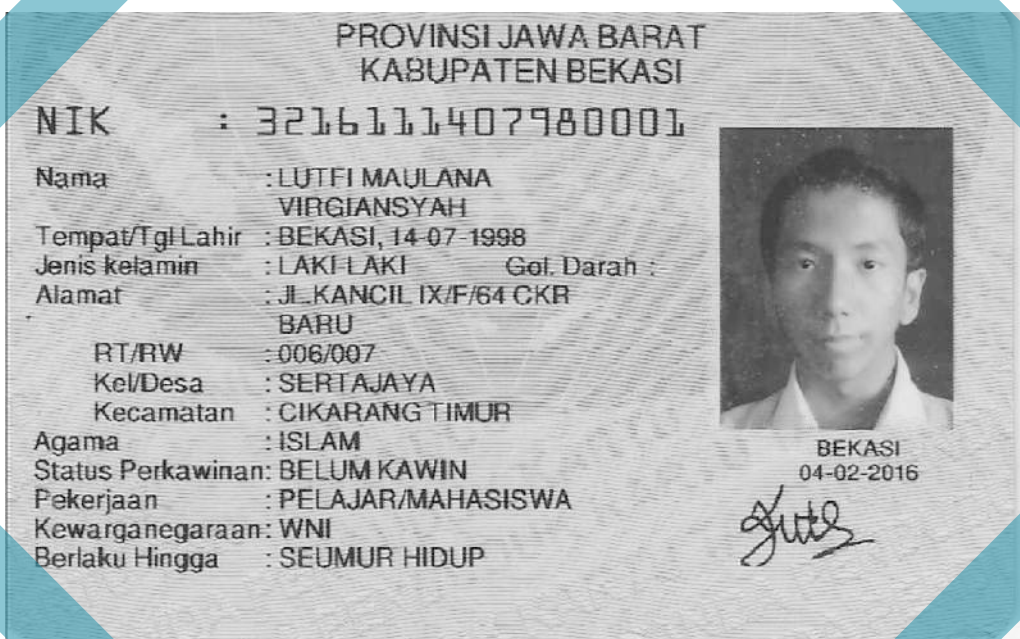 PROVINSI JAWA BARAT
KABUPATEN BEKASI
NIK : 3216111407980001
Nama : LUTFI MAULANA
VIRGIANSYAH
Tempat/Tgl Lahir : BEKASI, 14-07-1998
Jenis kelamin : LAKI-LAKI Gol. Darah :
Alamat : JL.KANCIL IX/F/64 CKR
BARU
RT/RW : 006/007
Kel/Desa : SERTAJAYA
Kecamatan : CIKARANG TIMUR
Agama : ISLAM
Status Perkawinan: BELUM KAWIN
Pekerjaan : PELAJAR/MAHASISWA
Kewarganegaraan: WNI
Berlaku Hingga : SEUMUR HIDUP
BEKASI
04-02-2016